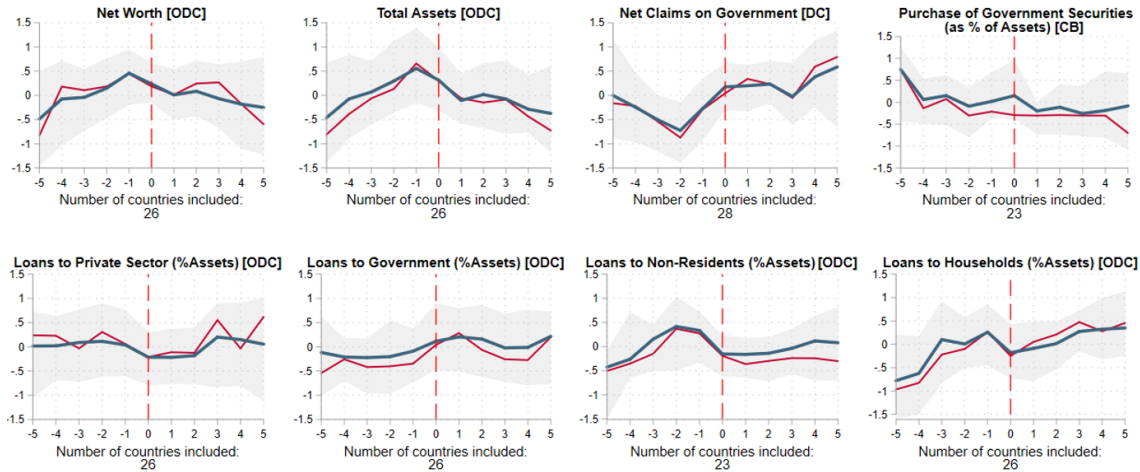 Net Worth [ODC]
1.5
1
.5
0
-.5
-1
-1.5
-5 -4 -3 -2 -1 0 1 2 3 4 5
Number of countries included:
26
Total Assets [ODC]
1.5
1
.5
0
-.5
-1
-1.5
-5 -4 -3 -2 -1 0 1 2 3 4 5
Number of countries included:
26
Net Claims on Government [DC]
1.5
1
.5
0
-.5
-1
-1.5
-5 -4 -3 -2 -1 0 1 2 3 4 5
Number of countries included:
28
Purchase of Government Securities
(as % of Assets) [CB]
1.5
1
.5
0
-.5
-1
-1.5
-5 -4 -3 -2 -1 0 1 2 3 4 5
Number of countries included:
23
Loans to Private Sector (%Assets) [ODC]
1.5
1
.5
0
-.5
-1
-1.5
-5 -4 -3 -2 -1 0 1 2 3 4 5
Number of countries included:
26
Loans to Government (%Assets) [ODC]
1.5
1
.5
0
-.5
-1
-1.5
-5 -4 -3 -2 -1 0 1 2 3 4 5
Number of countries included:
26
Loans to Non-Residents (%Assets) [ODC]
1.5
1
.5
0
-.5
-1
-1.5
-5 -4 -3 -2 -1 0 1 2 3 4 5
Number of countries included:
23
Loans to Households (%Assets) [ODC]
1.5
1
.5
0
-.5
-1
-1.5
-5 -4 -3 -2 -1 0 1 2 3 4 5
Number of countries included:
26